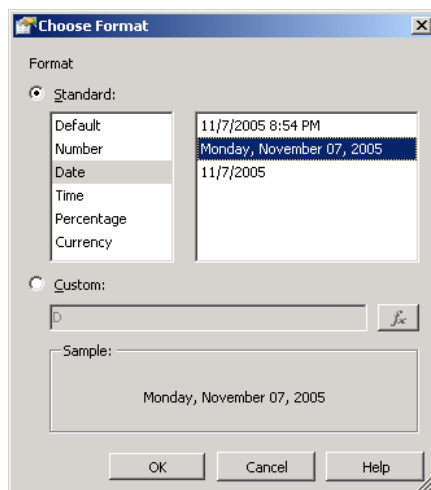 Choose Format
Format
Standard:
Default
Number
Date
Time
Percentage
Currency
11/7/2005 8:54 PM
Monday, November 07, 2005
11/7/2005
Custom:
D
fx
Sample:
Monday, November 07, 2005
OK
Cancel
Help